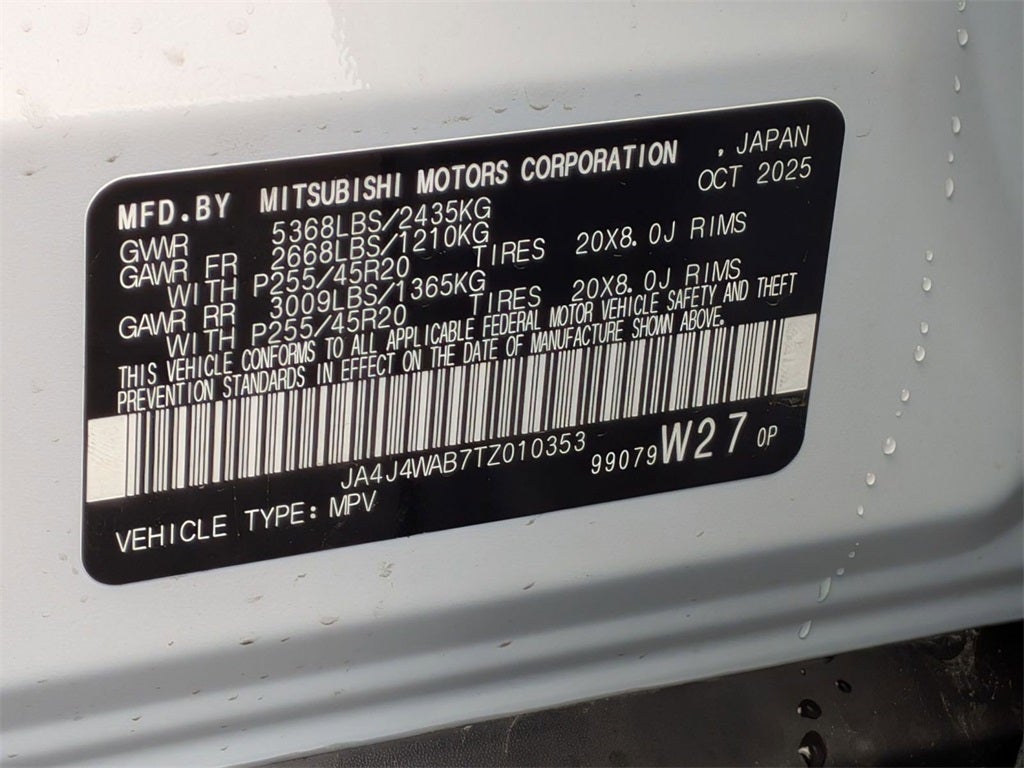 MFD.BY MITSUBISHI MOTORS CORPORATION , JAPAN
GVWR 5368LBS/2435KG OCT 2025
GAWR FR 2668LBS/1210KG
WITH P255/45R20 TIRES 20X8.0J RIMS
GAWR RR 3009LBS/1365KG
WITH P255/45R20 TIRES 20X8.0J RIMS
THIS VEHICLE CONFORMS TO ALL APPLICABLE FEDERAL MOTOR VEHICLE SAFETY AND THEFT
PREVENTION STANDARDS IN EFFECT ON THE DATE OF MANUFACTURE SHOWN ABOVE.
JA4J4WAB7TZ010353 99079 W27 0P
VEHICLE TYPE: MPV